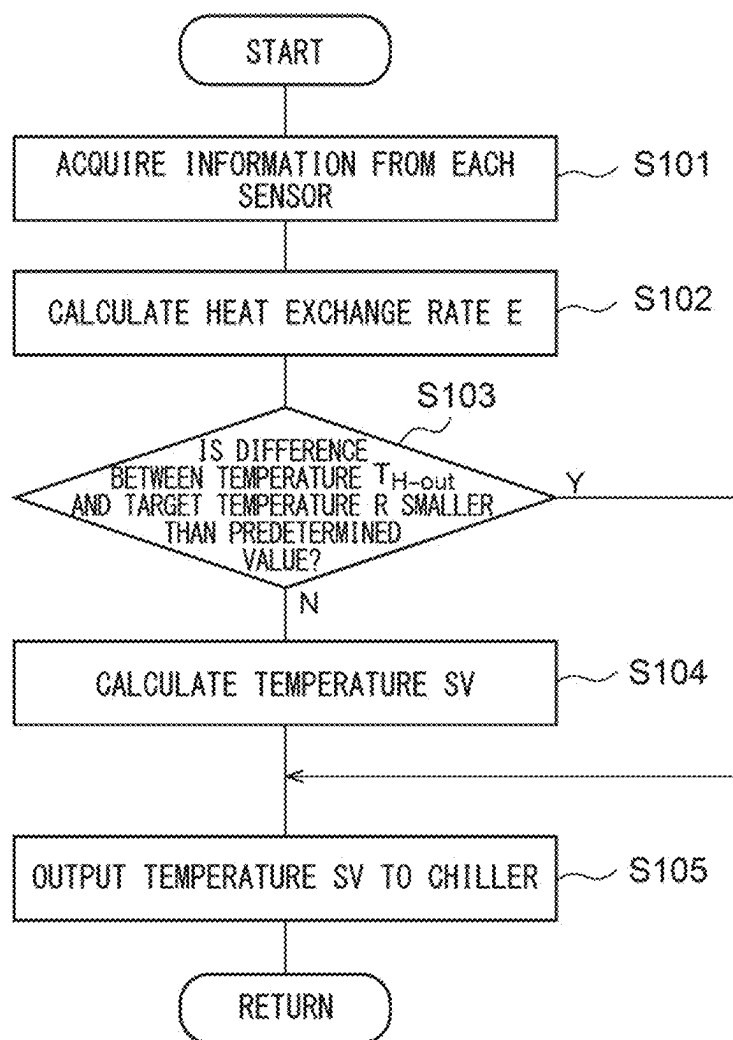 START
ACQUIRE INFORMATION FROM EACH
SENSOR
S101
CALCULATE HEAT EXCHANGE RATE E
S102
S103
IS DIFFERENCE
BETWEEN TEMPERATURE TH-out
AND TARGET TEMPERATURE R SMALLER
THAN PREDETERMINED
VALUE?
Y
N
CALCULATE TEMPERATURE SV
S104
OUTPUT TEMPERATURE SV TO CHILLER
S105
RETURN